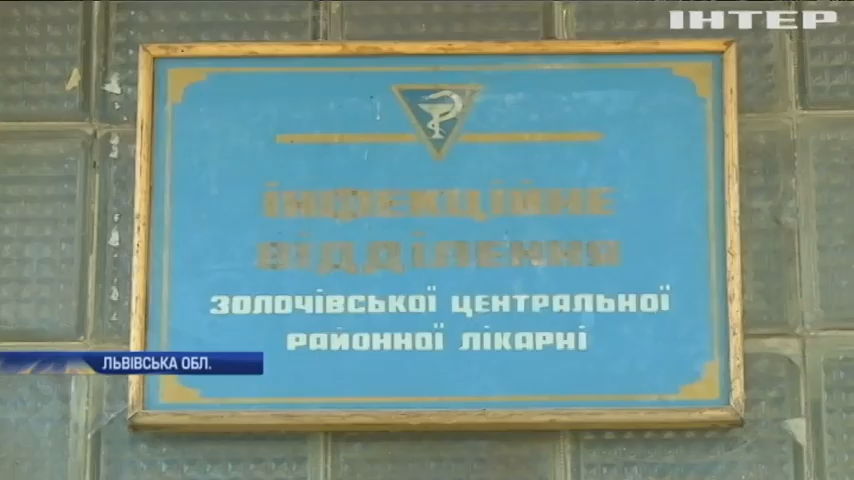 ІНТЕР
ІНФЕКЦІЙНЕ
ВІДДІЛЕННЯ
ЗОЛОЧІВСЬКОЇ ЦЕНТРАЛЬНОЇ
РАЙОННОЇ ЛІКАРНІ
ЛЬВІВСЬКА ОБЛ.